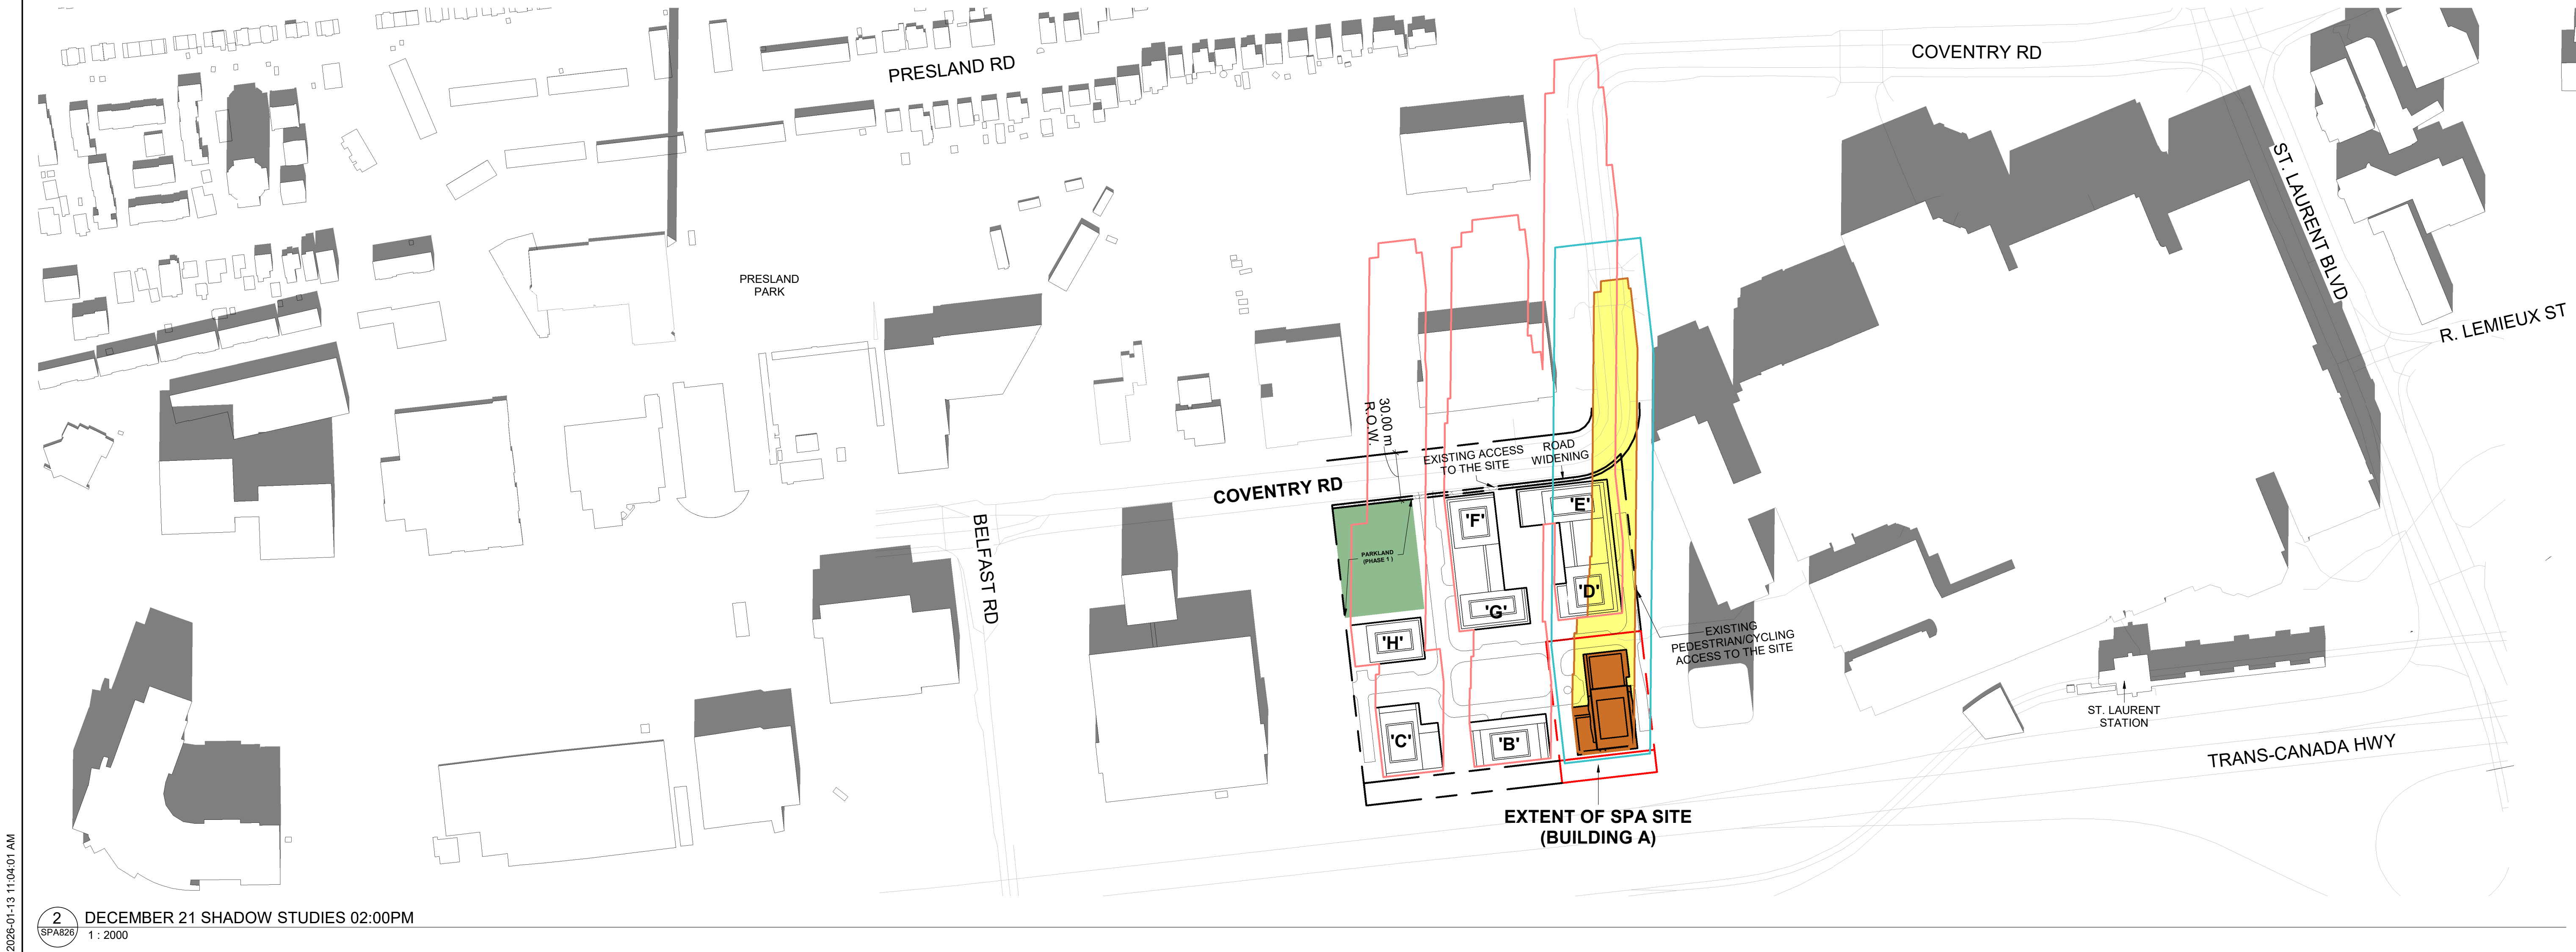 PRESLAND RD
COVENTRY RD
ST. LAURENT BLVD
R. LEMIEUX ST
PRESLAND
PARK
30.000 m
R.O.W.
EXISTING ACCESS
TO THE SITE
ROAD
WIDENING
COVENTRY RD
BELFAST RD
'E'
'F'
PARKLAND
(PHASE 1 )
'D'
'G'
'H'
EXISTING
PEDESTRIAN/CYCLING
ACCESS TO THE SITE
'C'
'B'
ST. LAURENT
STATION
TRANS-CANADA HWY
EXTENT OF SPA SITE
(BUILDING A)
2026-01-13 11:04:01 AM
2
SPA826
DECEMBER 21 SHADOW STUDIES 02:00PM
1 : 2000